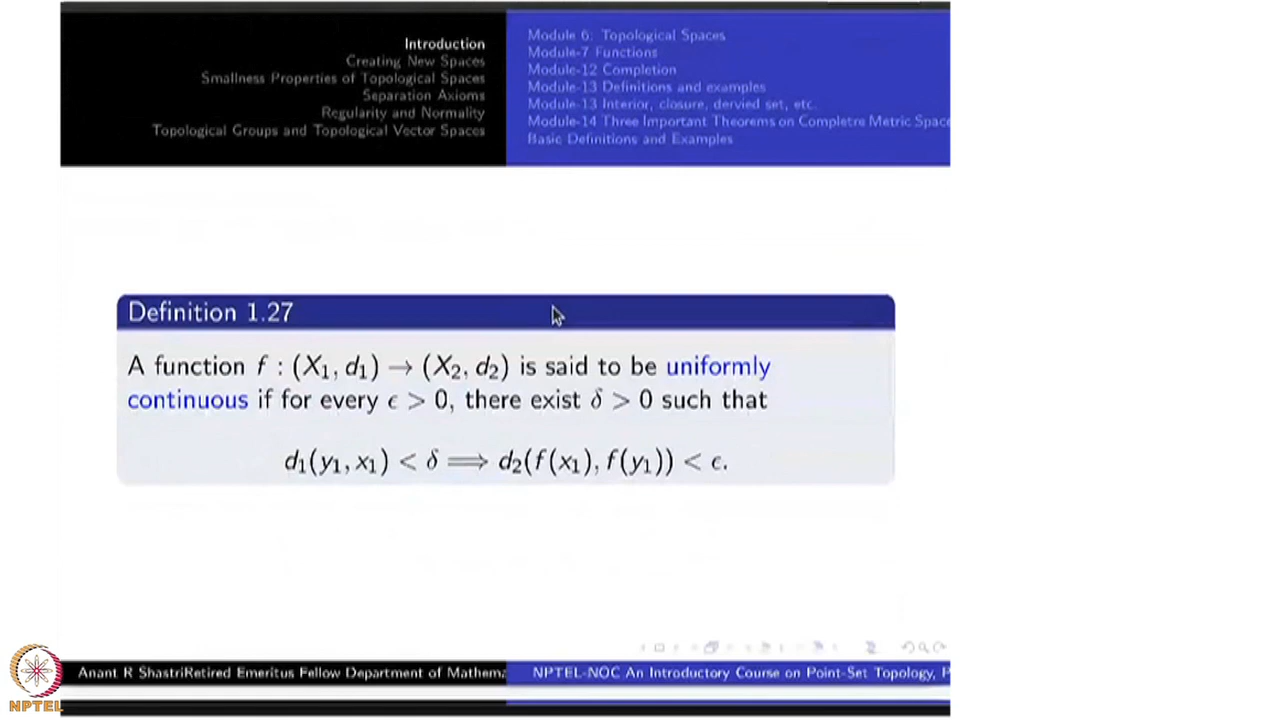 Introduction
Creating New Spaces
Smallness Properties of Topological Spaces
Separation Axioms
Regularity and Normality
Topological Groups and Topological Vector Spaces
Module 6: Topological Spaces
Module-7 Functions
Module-12 Completion
Module-13 Definitions and examples
Module-13 Interior, closure, dervied set, etc.
Module-14 Three Important Theorems on Completre Metric Space
Basic Definitions and Examples
Definition 1.27
A function f : (X₁, d₁) → (X₂, d₂) is said to be uniformly
continuous if for every ϵ > 0, there exist δ > 0 such that
d₁(y₁, x₁) < δ ⟹ d₂(f(x₁), f(y₁)) < ϵ.
Anant R ShastriRetired Emeritus Fellow Department of Mathema
NPTEL-NOC An Introductory Course on Point-Set Topology, P
NPTEL